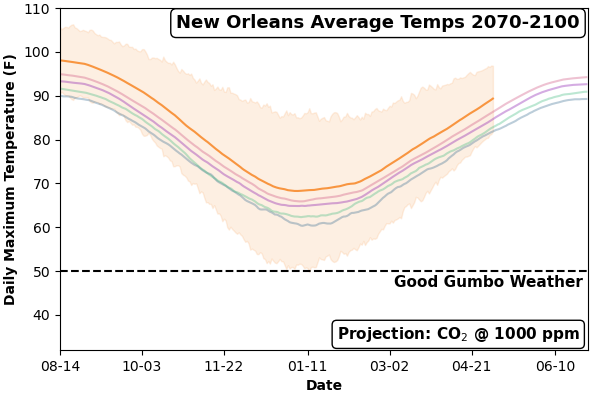 New Orleans Average Temps 2070-2100
110
100
90
80
70
60
50
40
Daily Maximum Temperature (F)
Good Gumbo Weather
Projection: CO₂ @ 1000 ppm
08-14 10-03 11-22 01-11 03-02 04-21 06-10
Date